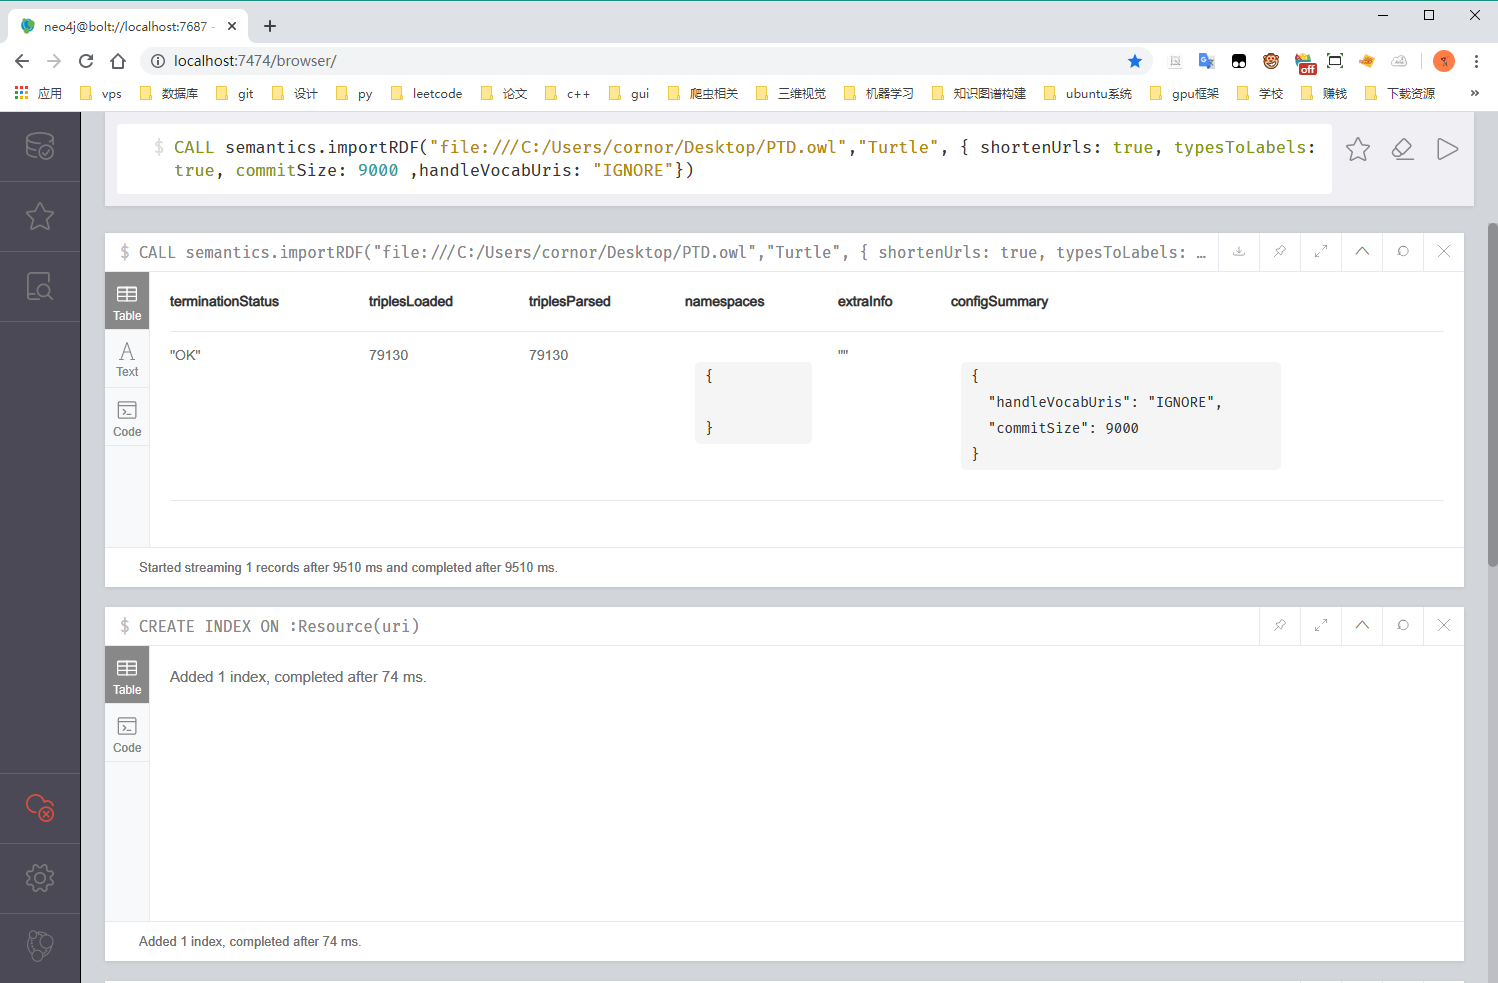 neo4j@bolt://localhost:7687 -
localhost:7474/browser/
off
应用 vps 数据库 git 设计 py leetcode 论文 c++ gui 爬虫相关 三维视觉 机器学习 知识图谱构建 ubuntu系统 gpu框架 学校 赚钱 下载资源 »
$ CALL semantics.importRDF("file:///C:/Users/cornor/Desktop/PTD.owl","Turtle", { shortenUrls: true, typesToLabels:
true, commitSize: 9000 ,handleVocabUris: "IGNORE"})
$ CALL semantics.importRDF("file:///C:/Users/cornor/Desktop/PTD.owl","Turtle", { shortenUrls: true, typesToLabels: …
Table
Text
Code
terminationStatus triplesLoaded triplesParsed namespaces extraInfo configSummary
"OK" 79130 79130 { } "" {
"handleVocabUris": "IGNORE",
"commitSize": 9000
}
Started streaming 1 records after 9510 ms and completed after 9510 ms.
$ CREATE INDEX ON :Resource(uri)
Table
Code
Added 1 index, completed after 74 ms.
Added 1 index, completed after 74 ms.